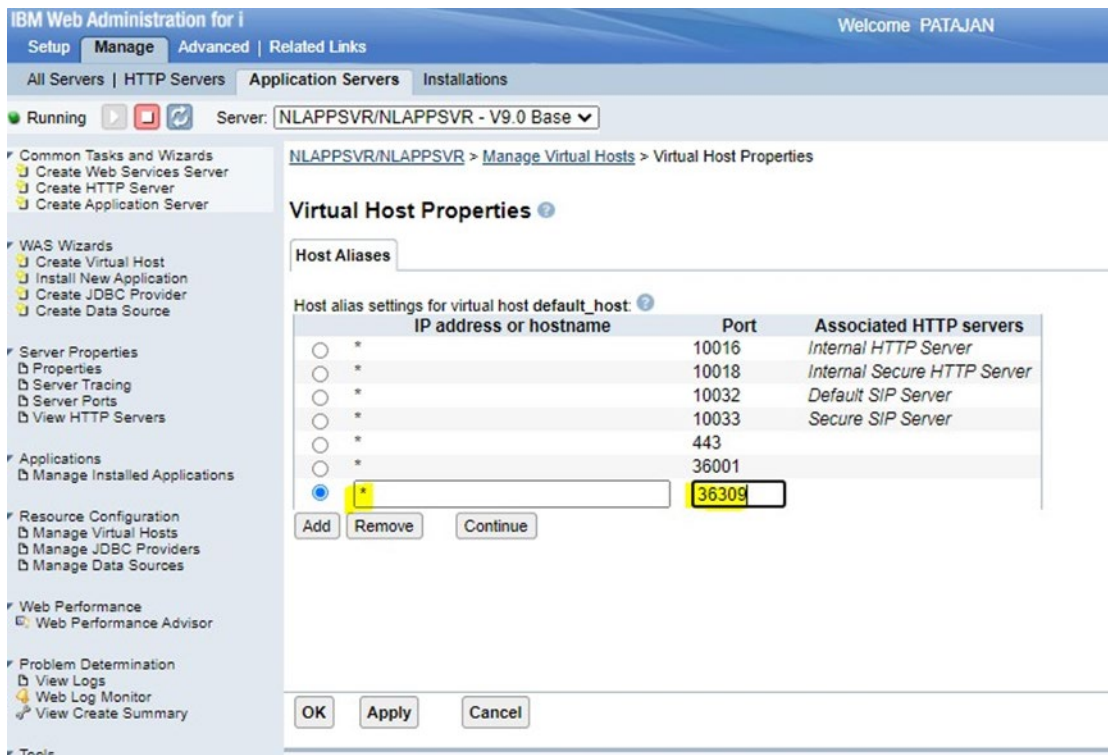 IBM Web Administration for i
Welcome PATAJAN
Setup Manage Advanced | Related Links
All Servers | HTTP Servers Application Servers Installations
Running Server: NLAPPSVR/NLAPPSVR - V9.0 Base
Common Tasks and Wizards
Create Web Services Server
Create HTTP Server
Create Application Server
WAS Wizards
Create Virtual Host
Install New Application
Create JDBC Provider
Create Data Source
Server Properties
Properties
Server Tracing
Server Ports
View HTTP Servers
Applications
Manage Installed Applications
Resource Configuration
Manage Virtual Hosts
Manage JDBC Providers
Manage Data Sources
Web Performance
Web Performance Advisor
Problem Determination
View Logs
Web Log Monitor
View Create Summary
Tools
NLAPPSVR/NLAPPSVR > Manage Virtual Hosts > Virtual Host Properties
Virtual Host Properties ?
Host Aliases
Host alias settings for virtual host default_host: ?
IP address or hostname Port Associated HTTP servers
* 10016 Internal HTTP Server
* 10018 Internal Secure HTTP Server
* 10032 Default SIP Server
* 10033 Secure SIP Server
* 443
* 36001
* 36309
Add Remove Continue
OK Apply Cancel